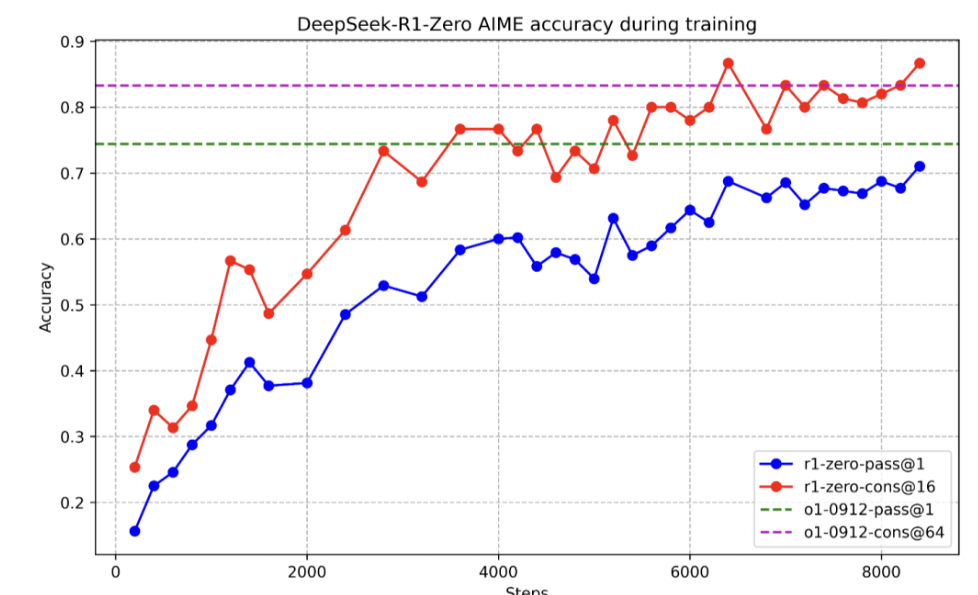 DeepSeek-R1-Zero AIME accuracy during training
0.9
0.8
0.7
0.6
0.5
0.4
0.3
0.2
Accuracy
r1-zero-pass@1
r1-zero-cons@16
o1-0912-pass@1
o1-0912-cons@64
0 2000 4000 6000 8000
Steps